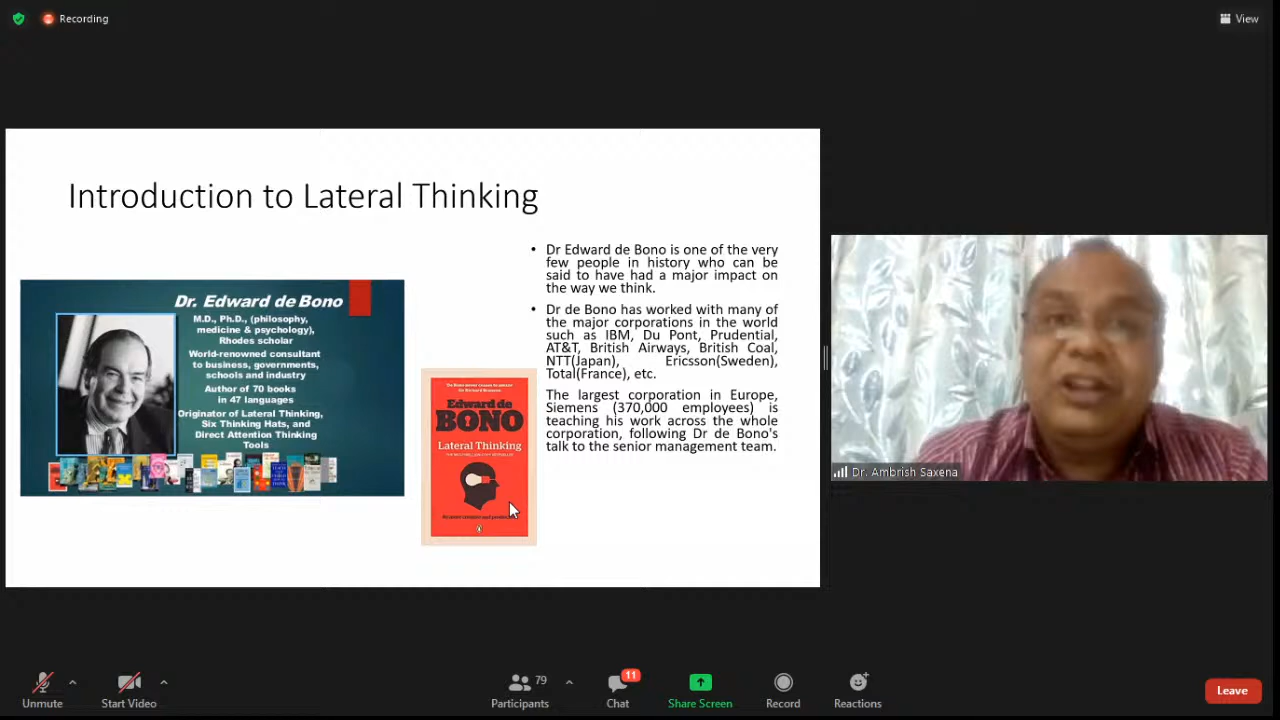 Recording
View
Introduction to Lateral Thinking
Dr. Edward de Bono
M.D., Ph.D., (philosophy,
medicine & psychology),
Rhodes scholar
World-renowned consultant
to business, governments,
schools and industry
Author of 70 books
in 47 languages
Originator of Lateral Thinking,
Six Thinking Hats, and
Direct Attention Thinking
Tools
Edward de
BONO
Lateral Thinking
• Dr Edward de Bono is one of the very
few people in history who can be
said to have had a major impact on
the way we think.
• Dr de Bono has worked with many of
the major corporations in the world
such as IBM, Du Pont, Prudential,
AT&T, British Airways, British Coal,
NTT(Japan), Ericsson(Sweden),
Total(France), etc.
The largest corporation in Europe,
Siemens (370,000 employees) is
teaching his work across the whole
corporation, following Dr de Bono's
talk to the senior management team.
Dr. Ambrish Saxena
Unmute
Start Video
Participants
79
Chat
11
Share Screen
Record
Reactions
Leave